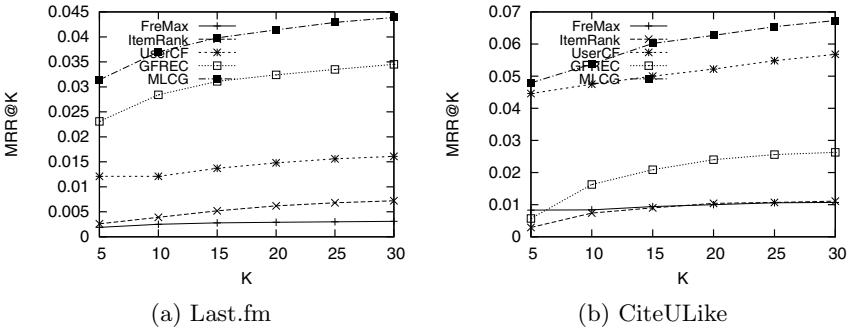 0.045
0.04
0.035
0.03
0.025
0.02
0.015
0.01
0.005
0
MRR@K
5 10 15 20 25 30
K
FreMax
ItemRank
UserCF
GFREC
MLCG
(a) Last.fm
0.07
0.06
0.05
0.04
0.03
0.02
0.01
0
MRR@K
5 10 15 20 25 30
K
FreMax
ItemRank
UserCF
GFREC
MLCG
(b) CiteULike